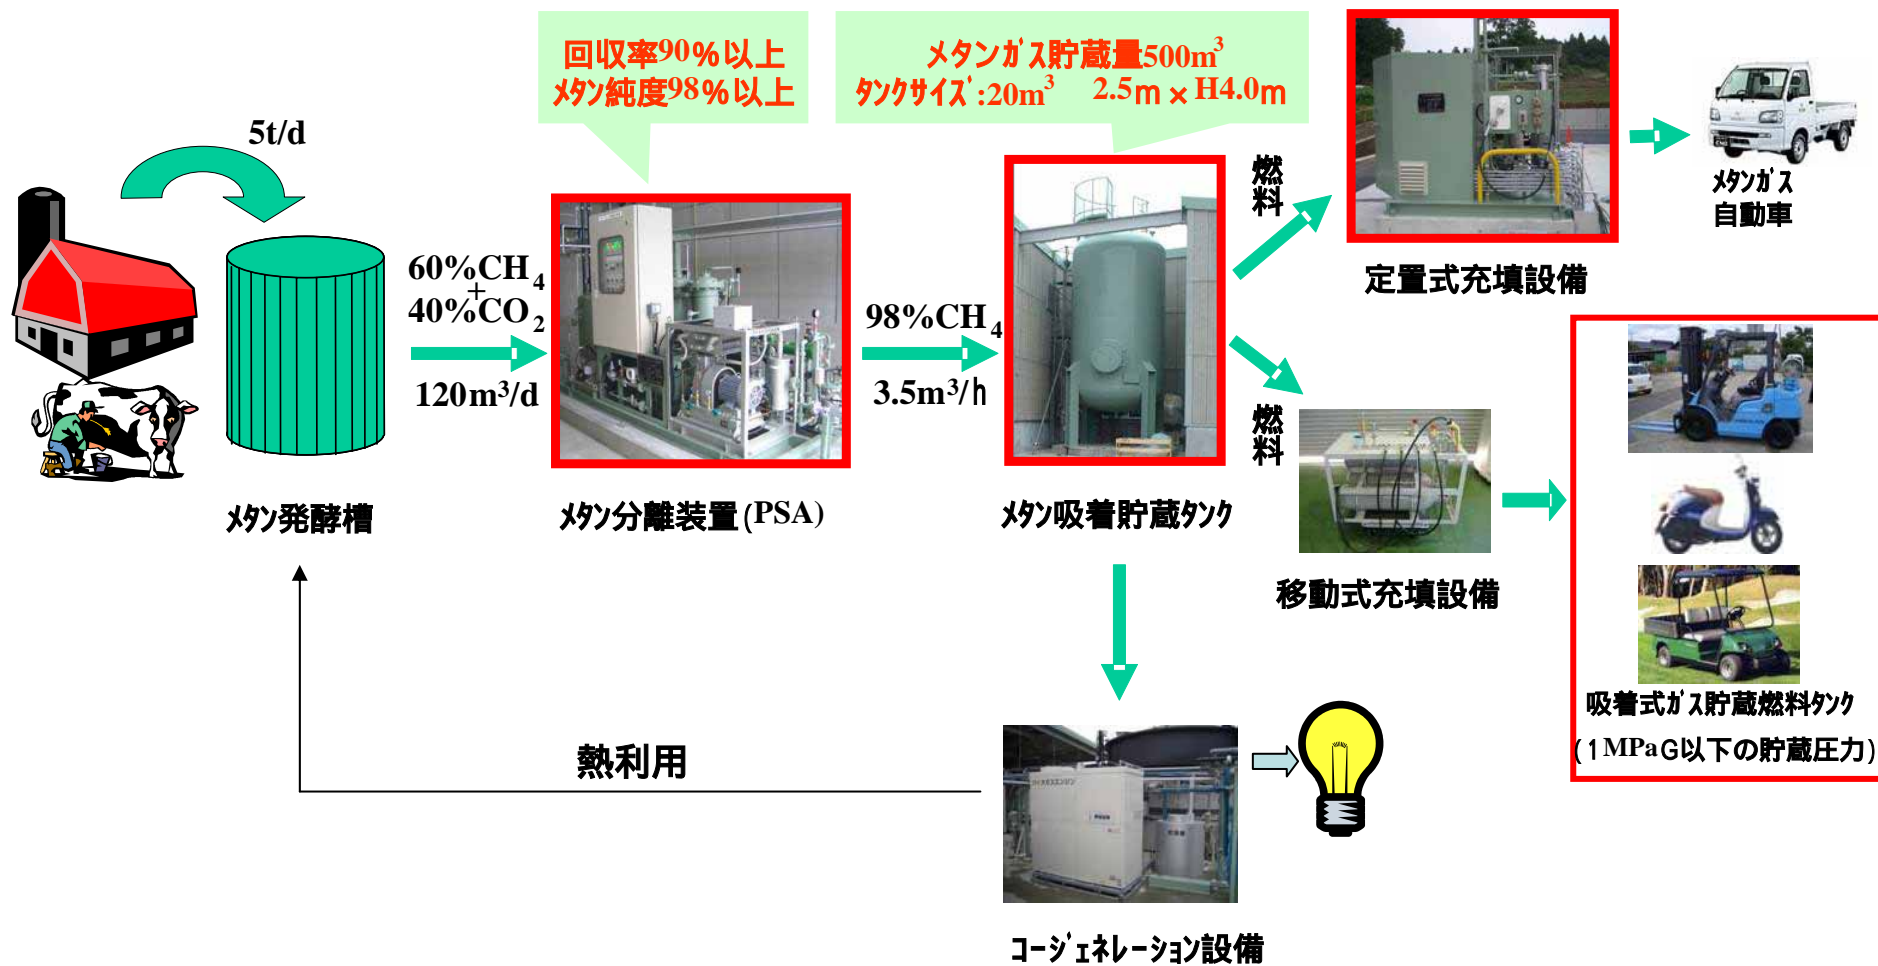 回収率90%以上
メタン純度98%以上
メタンガス貯蔵量500m³
タンクサイズ:20m³ 2.5m×H4.0m
5t/d
60%CH₄
+
40%CO₂
120m³/d
98%CH₄
3.5m³/h
燃料
燃料
メタンガス
自動車
定置式充填設備
メタン発酵槽
メタン分離装置(PSA)
メタン吸着貯蔵タンク
移動式充填設備
吸着式ガス貯蔵燃料タンク
(1MPaG以下の貯蔵圧力)
熱利用
コージェネレーション設備